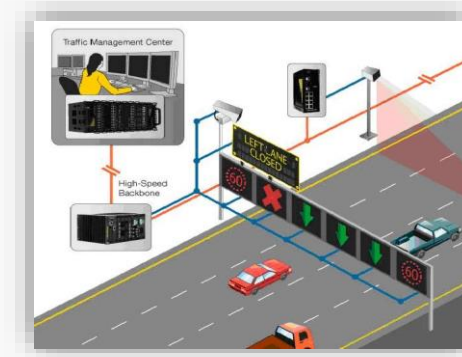 Traffic Management Center
High-Speed
Backbone
LEFT LANE
CLOSED
60
60